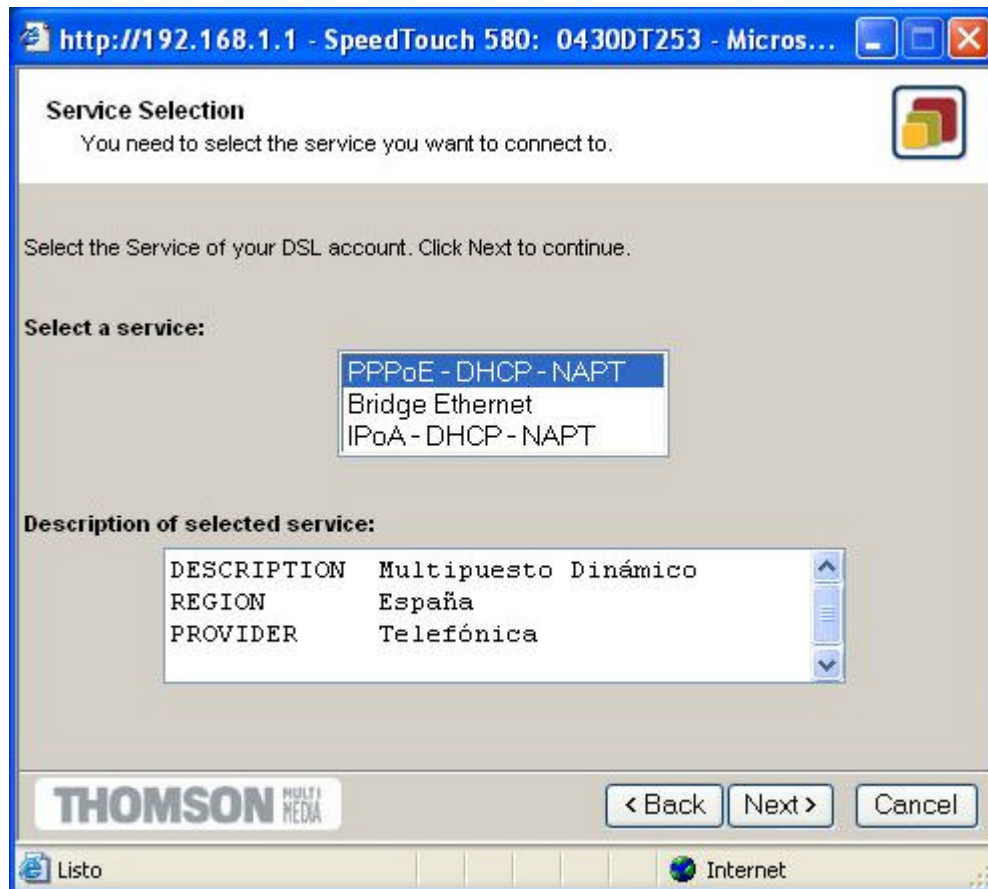 http://192.168.1.1 - SpeedTouch 580: 0430DT253 - Micros...
Service Selection
You need to select the service you want to connect to.
Select the Service of your DSL account. Click Next to continue.
Select a service:
PPPoE - DHCP - NAPT
Bridge Ethernet
IPoA - DHCP - NAPT
Description of selected service:
DESCRIPTION Multipuesto Dinámico
REGION España
PROVIDER Telefónica
THOMSON MULTI MEDIA
< Back Next > Cancel
Listo Internet